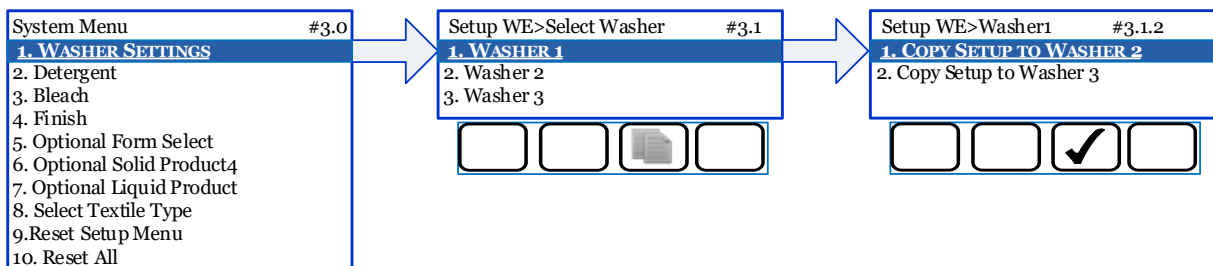 System Menu #3.0
1. WASHER SETTINGS
2. Detergent
3. Bleach
4. Finish
5. Optional Form Select
6. Optional Solid Product4
7. Optional Liquid Product
8. Select Textile Type
9.Reset Setup Menu
10. Reset All
Setup WE>Select Washer #3.1
1. WASHER 1
2. Washer 2
3. Washer 3
Setup WE>Washer1 #3.1.2
1. COPY SETUP TO WASHER 2
2. Copy Setup to Washer 3